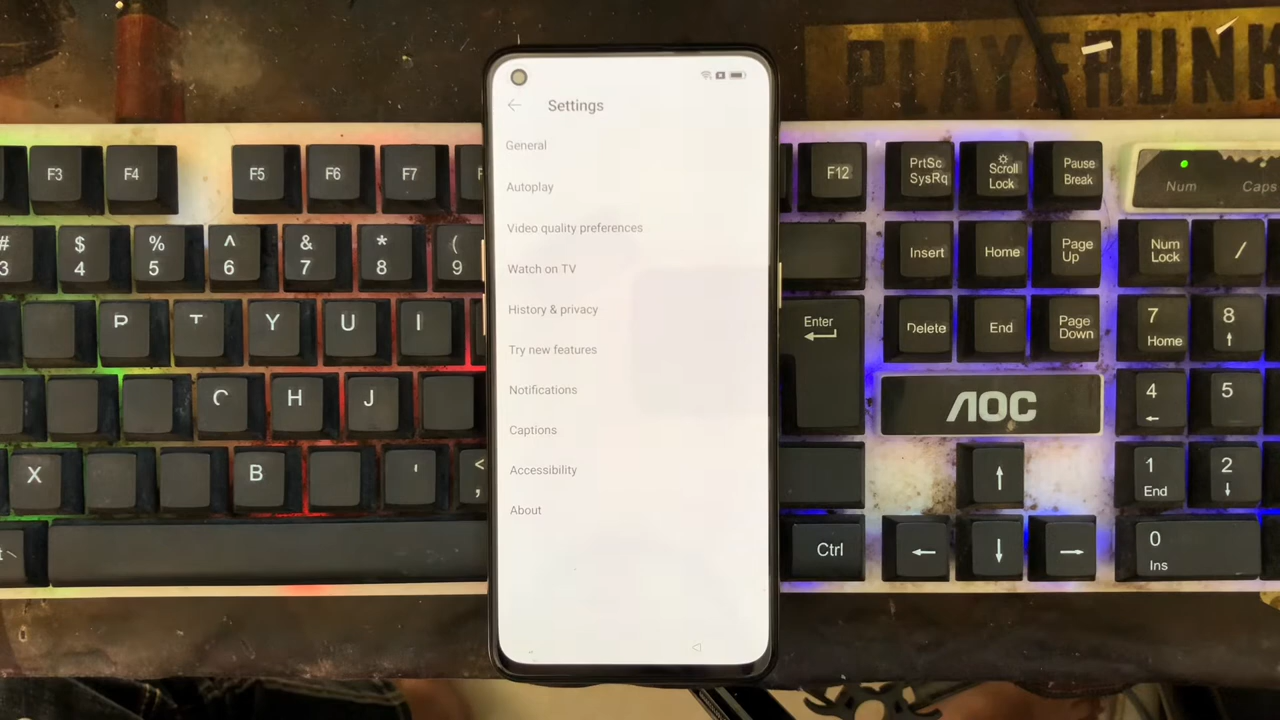 PLAYERUNK
Settings
General
Autoplay
Video quality preferences
Watch on TV
History & privacy
Try new features
Notifications
Captions
Accessibility
About
F3
F4
F5
F6
F7
F12
PrtSc
SysRq
Scroll
Lock
Pause
Break
Num
Caps
#
3
$
4
%
5
^
6
&
7
*
8
(
9
Insert
Home
Page
Up
Num
Lock
/
Y
U
I
Enter
Delete
End
Page
Down
7
Home
8
↑
H
J
AOC
4
←
5
X
B
<
,
↑
1
End
2
↓
Ctrl
←
↓
→
0
Ins